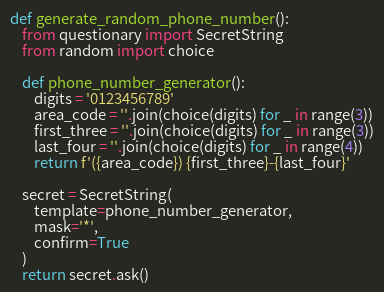 def generate_random_phone_number():
from questionary import SecretString
from random import choice
def phone_number_generator():
digits = '0123456789'
area_code = ''.join(choice(digits) for _ in range(3))
first_three = ''.join(choice(digits) for _ in range(3))
last_four = ''.join(choice(digits) for _ in range(4))
return f'({area_code}) {first_three}-{last_four}'
secret = SecretString(
template=phone_number_generator,
mask='*',
confirm=True
)
return secret.ask()